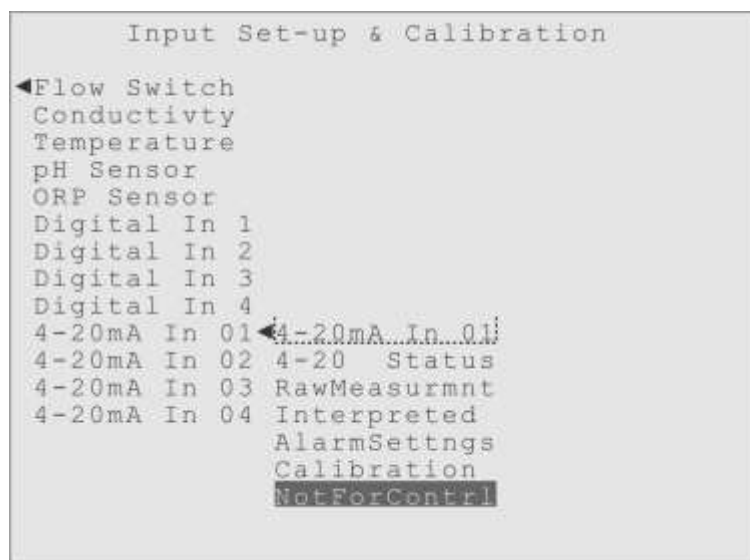 Input Set-up & Calibration
Flow Switch
Conductivty
Temperature
pH Sensor
ORP Sensor
Digital In 1
Digital In 2
Digital In 3
Digital In 4
4-20mA In 01 4-20mA In 01
4-20mA In 02 4-20 Status
4-20mA In 03 RawMeasurmnt
4-20mA In 04 Interpreted
AlarmSettngs
Calibration
NotForContrl